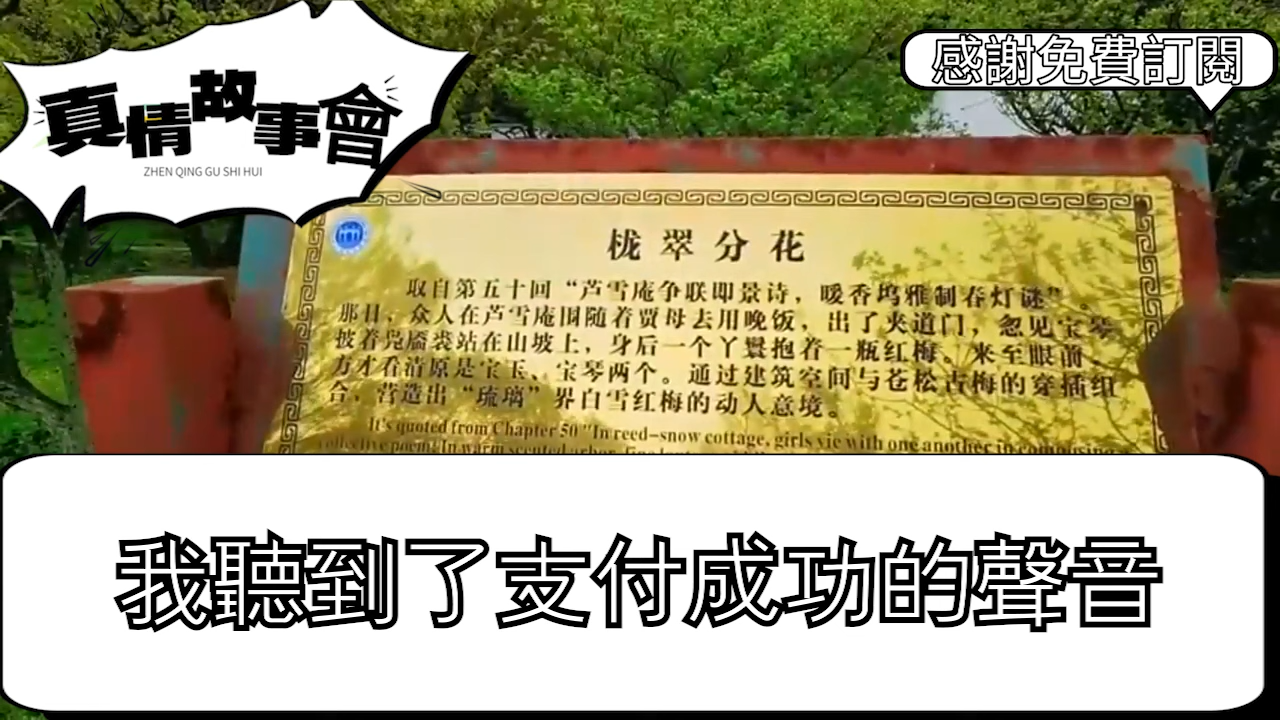 真情故事會
ZHEN QING GU SHI HUI
感謝免費訂閱
栊翠分花
取自第五十回“芦雪庵争联即景诗，暖香坞雅制春灯谜”。
那日，众人在芦雪庵围随着贾母去用晚饭，出了夹道门，忽见宝琴
披着凫靥裘站在山坡上，身后一个丫鬟抱着一瓶红梅。来至眼前、
方才看清原是宝玉、宝琴两个。通过建筑空间与苍松古梅的穿插组
合，营造出“琉璃”界白雪红梅的动人意境。
It's quoted from Chapter 50 "In reed-snow cottage, girls vie with one another in composing
collective poem; In warm scented arbor,
我聽到了支付成功的聲音